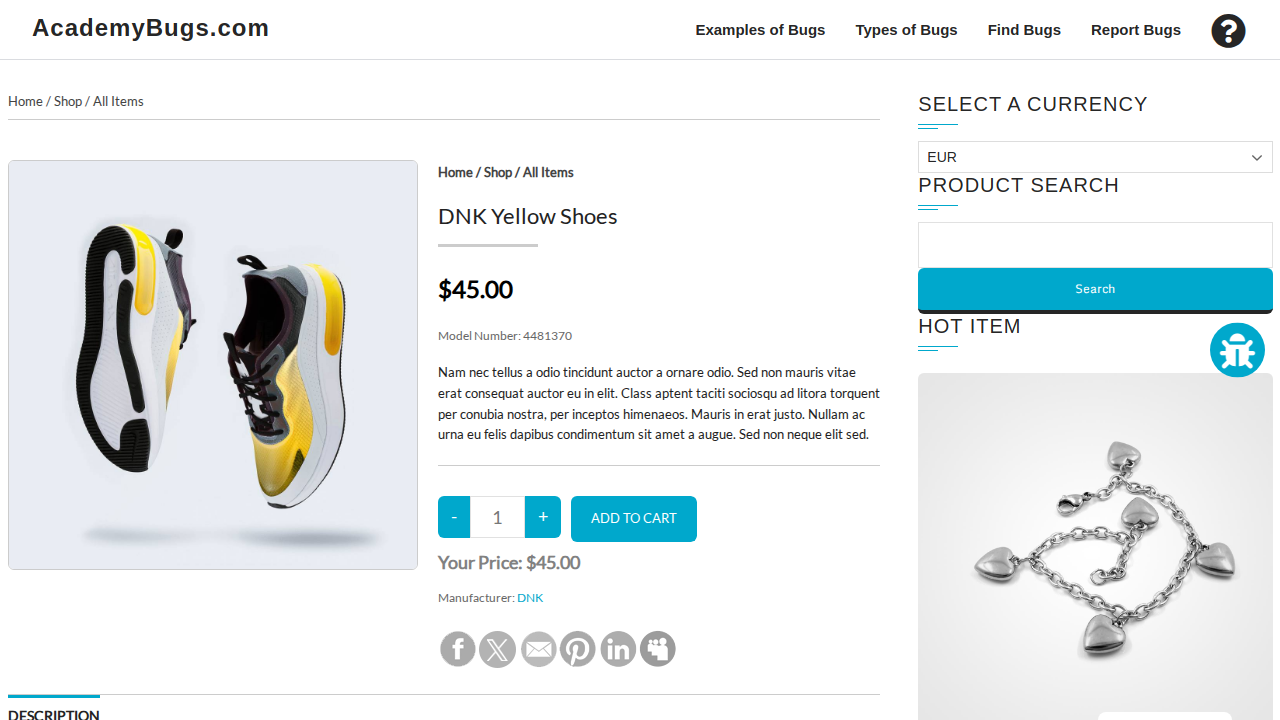 AcademyBugs.com
Examples of Bugs
Types of Bugs
Find Bugs
Report Bugs
?
Home / Shop / All Items
Home / Shop / All Items
DNK Yellow Shoes
$45.00
Model Number: 4481370
Nam nec tellus a odio tincidunt auctor a ornare odio. Sed non mauris vitae
erat consequat auctor eu in elit. Class aptent taciti sociosqu ad litora torquent
per conubia nostra, per inceptos himenaeos. Mauris in erat justo. Nullam ac
urna eu felis dapibus condimentum sit amet a augue. Sed non neque elit sed.
- 1 + ADD TO CART
Your Price: $45.00
Manufacturer: DNK
DESCRIPTION
SELECT A CURRENCY
EUR
PRODUCT SEARCH
Search
HOT ITEM